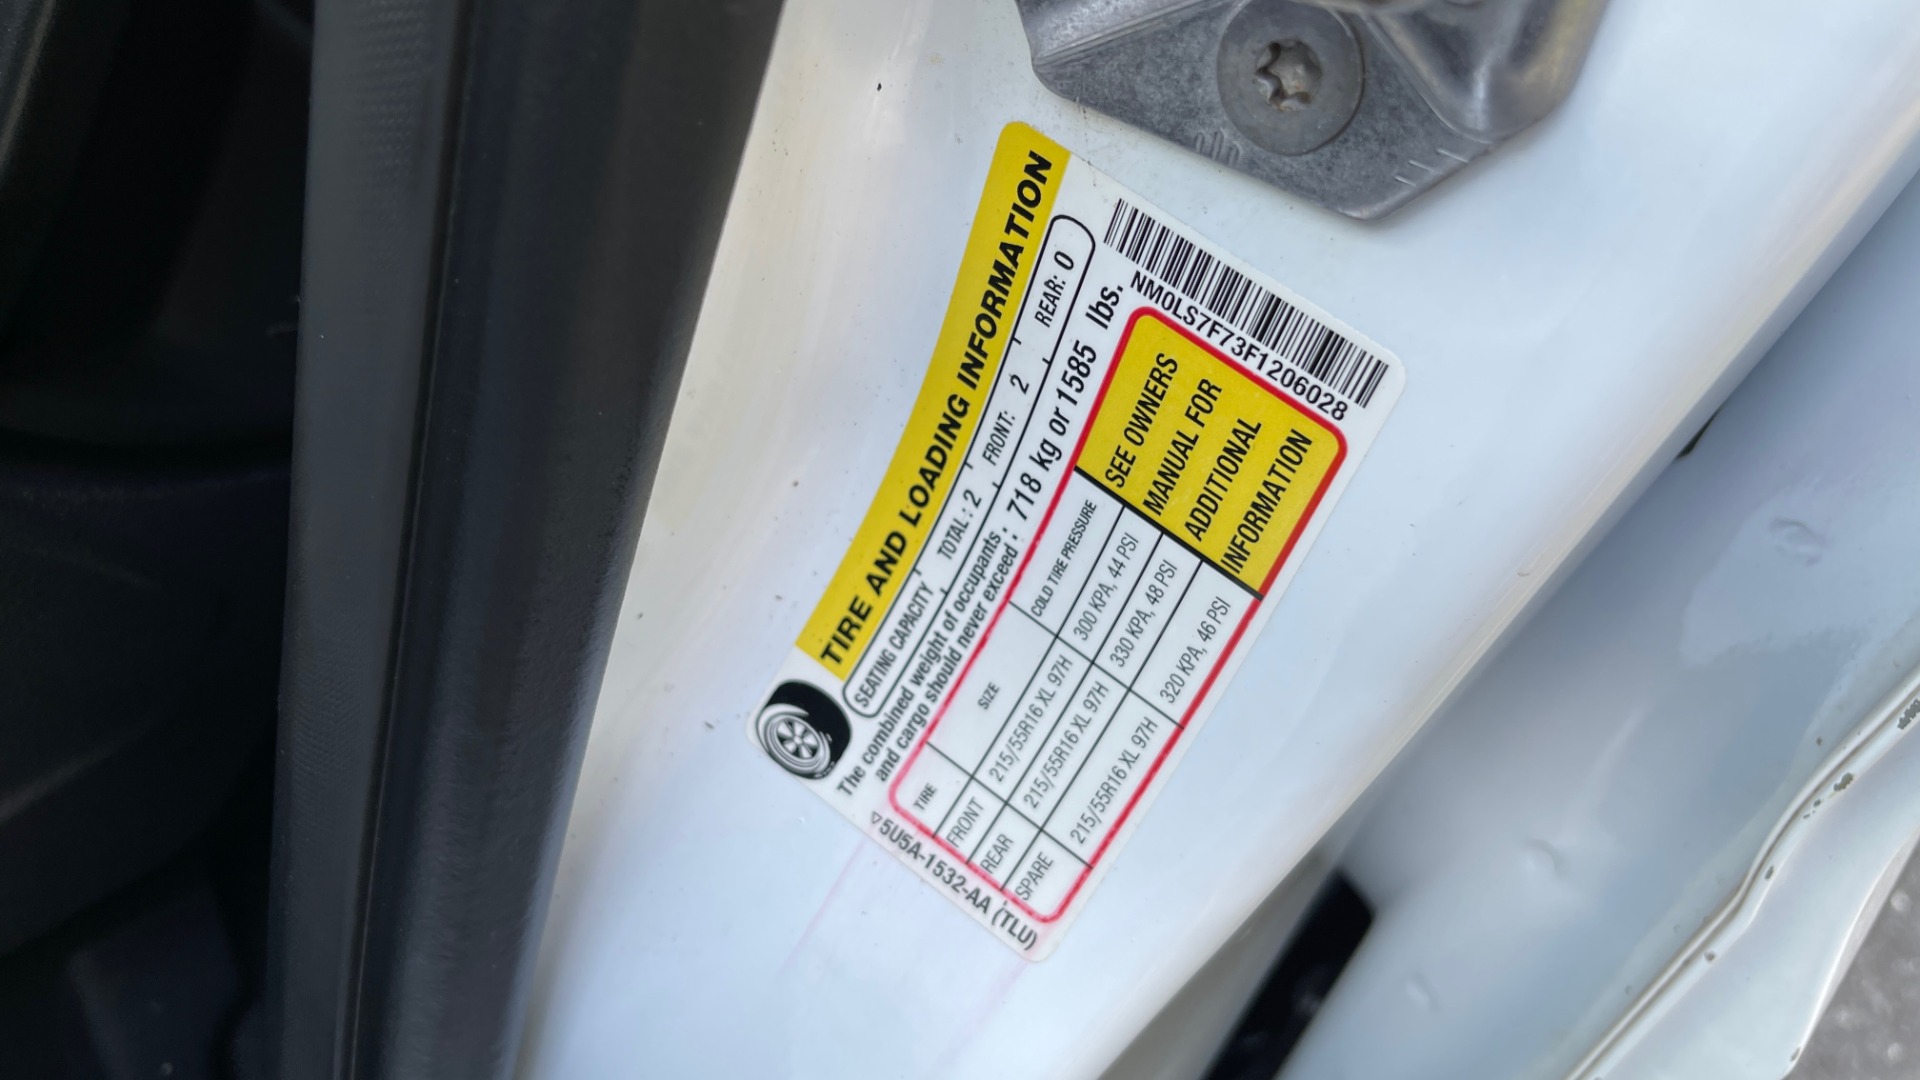 TIRE AND LOADING INFORMATION
SEATING CAPACITY TOTAL: 2 FRONT: 2 REAR: 0
The combined weight of occupants
and cargo should never exceed : 718 kg or 1585 lbs.
TIRE SIZE COLD TIRE PRESSURE
FRONT 215/55R16 XL 97H 300 KPA, 44 PSI
REAR 215/55R16 XL 97H 330 KPA, 48 PSI
SPARE 215/55R16 XL 97H 320 KPA, 46 PSI
SEE OWNERS
MANUAL FOR
ADDITIONAL
INFORMATION
5U5A-1532-AA (TLU)
NM0LS7F73F1206028